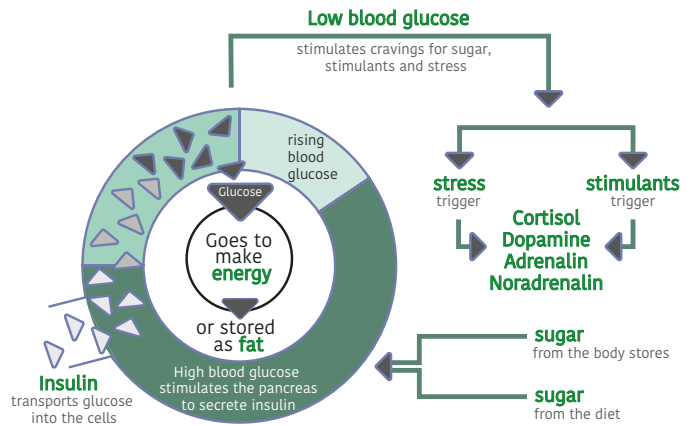 Low blood glucose
stimulates cravings for sugar,
stimulants and stress
rising
blood
glucose
Glucose
Goes to
make
energy
or stored
as fat
High blood glucose
stimulates the pancreas
to secrete insulin
Insulin
transports glucose
into the cells
stress
trigger
stimulants
trigger
Cortisol
Dopamine
Adrenalin
Noradrenalin
sugar
from the body stores
sugar
from the diet